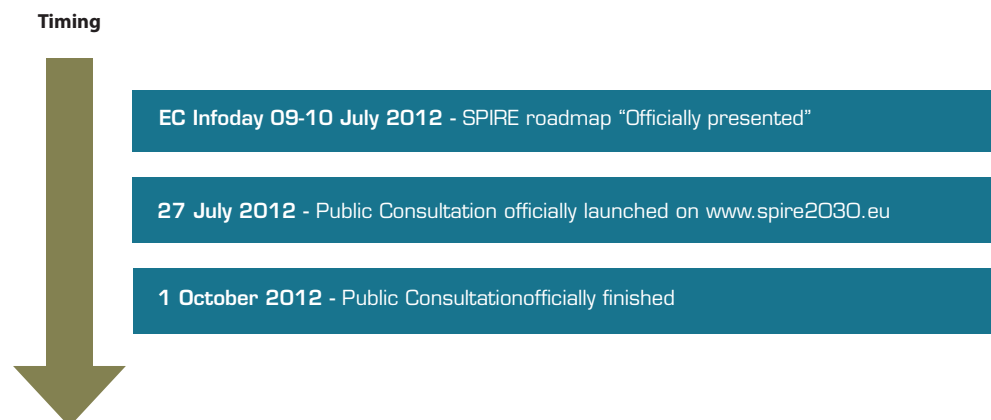 Timing
EC Infoday 09-10 July 2012 - SPIRE roadmap “Officially presented”
27 July 2012 - Public Consultation officially launched on www.spire2030.eu
1 October 2012 - Public Consultationofficially finished